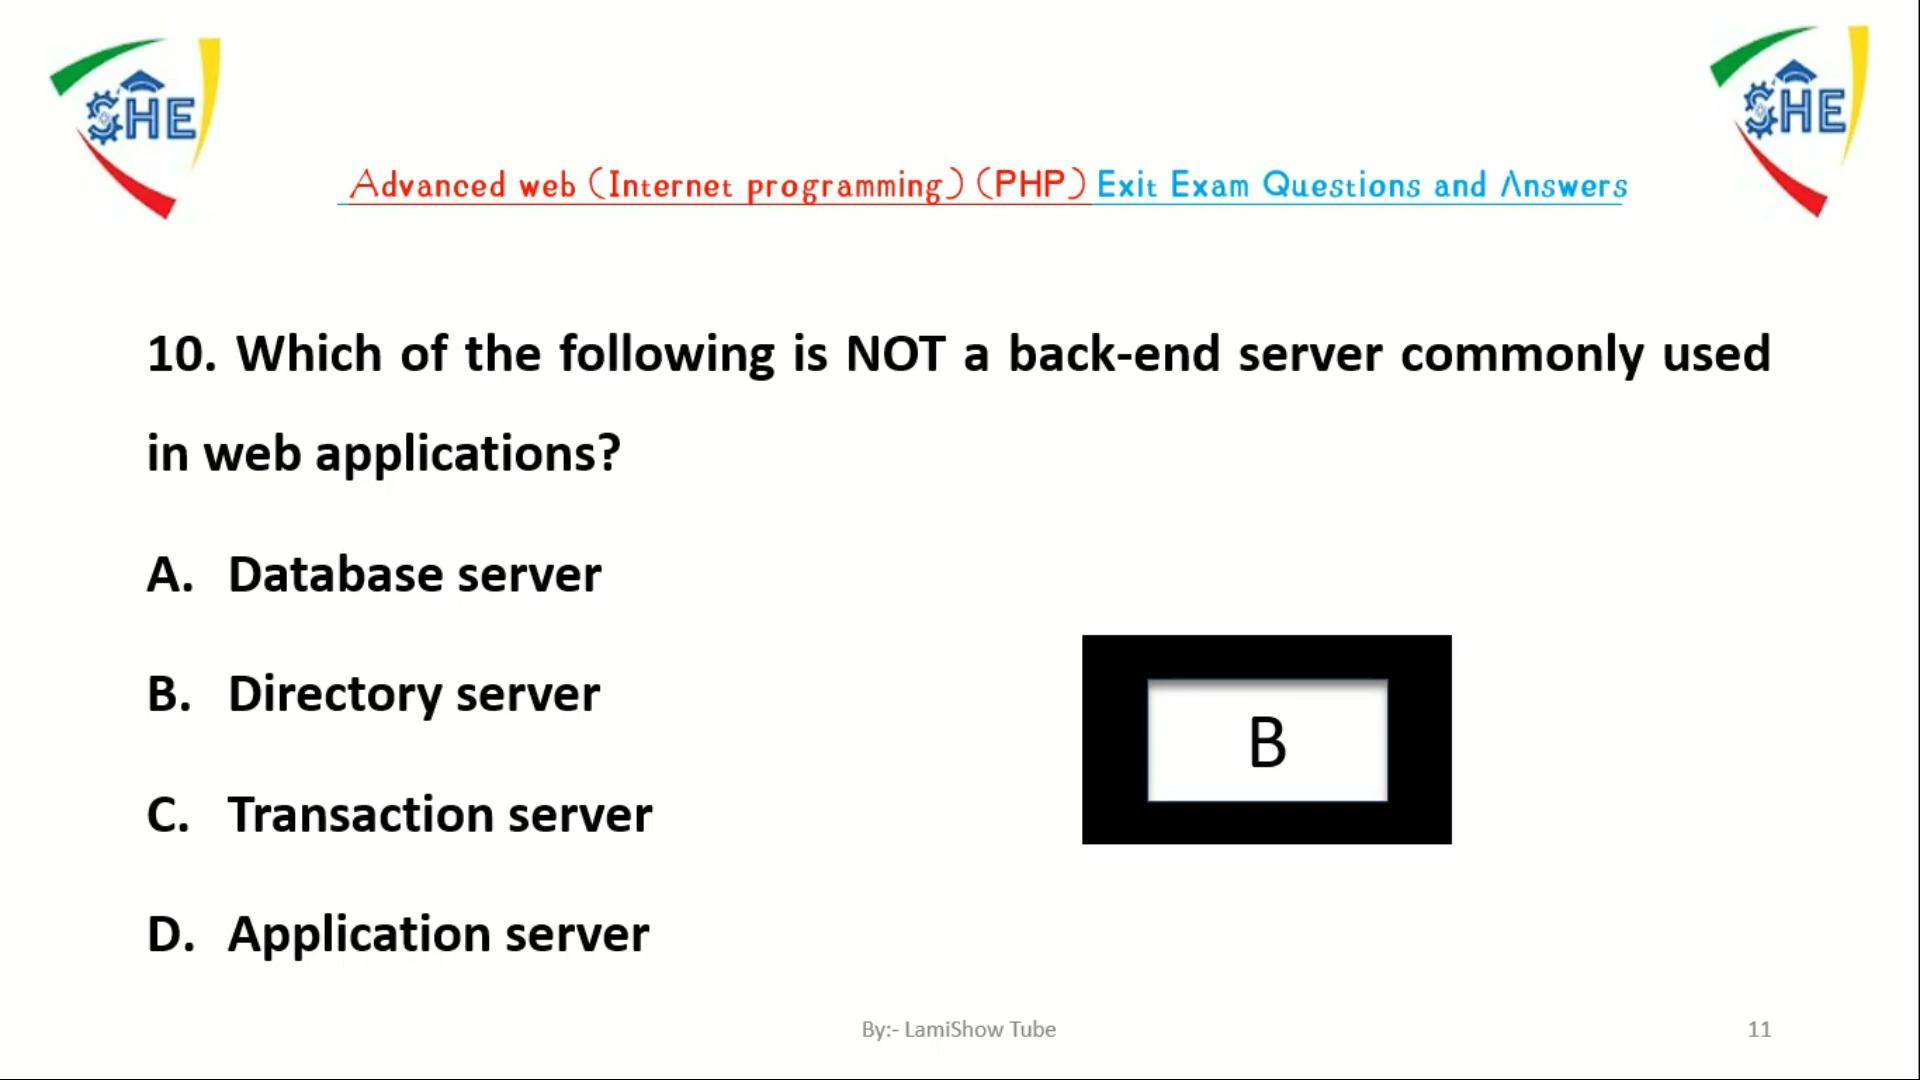 SHE
SHE
Advanced web (Internet programming) (PHP) Exit Exam Questions and Answers
10. Which of the following is NOT a back-end server commonly used
in web applications?
A. Database server
B. Directory server
B
C. Transaction server
D. Application server
By:- LamiShow Tube
11